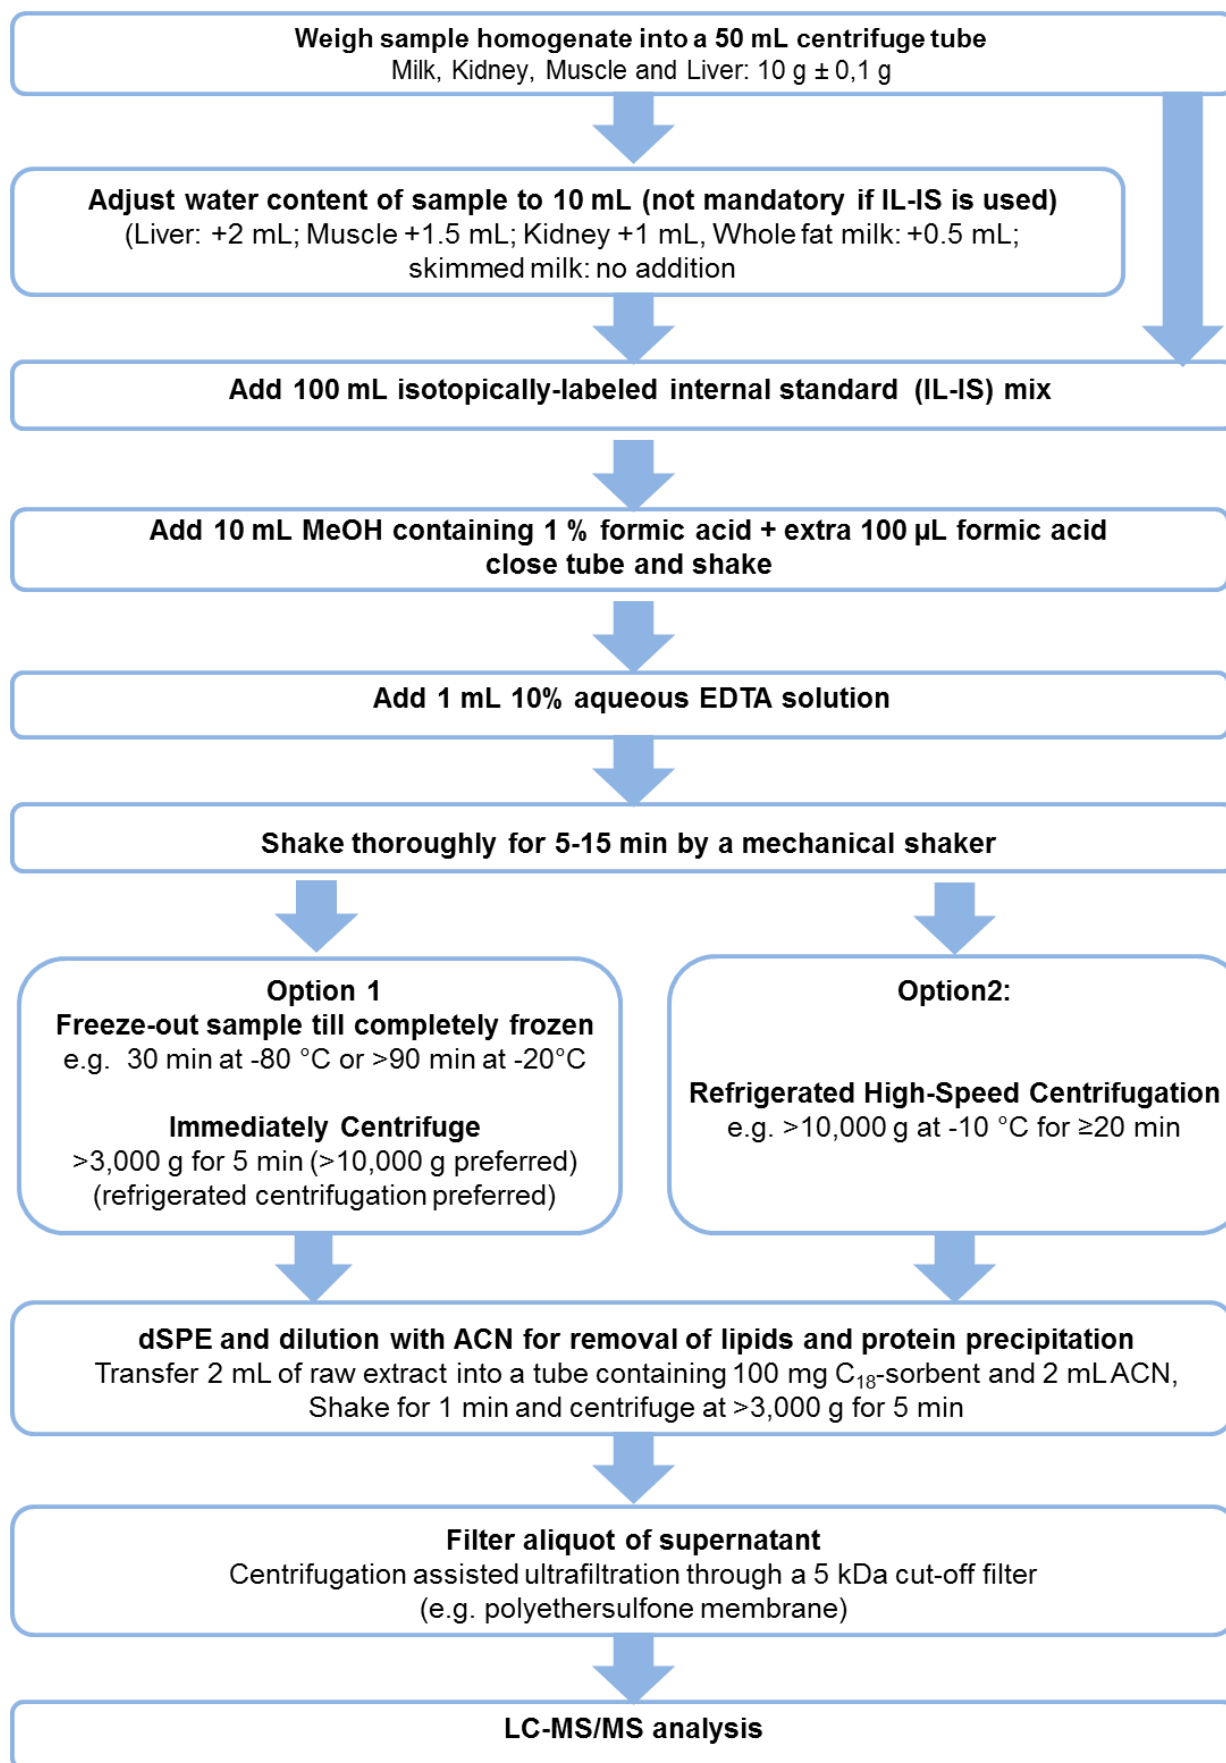 Weigh sample homogenate into a 50 mL centrifuge tube
Milk, Kidney, Muscle and Liver: 10 g ± 0,1 g
Adjust water content of sample to 10 mL (not mandatory if IL-IS is used)
(Liver: +2 mL; Muscle +1.5 mL; Kidney +1 mL, Whole fat milk: +0.5 mL;
skimmed milk: no addition
Add 100 mL isotopically-labeled internal standard (IL-IS) mix
Add 10 mL MeOH containing 1 % formic acid + extra 100 µL formic acid
close tube and shake
Add 1 mL 10% aqueous EDTA solution
Shake thoroughly for 5-15 min by a mechanical shaker
Option 1
Freeze-out sample till completely frozen
e.g. 30 min at -80 °C or >90 min at -20°C
Immediately Centrifuge
>3,000 g for 5 min (>10,000 g preferred)
(refrigerated centrifugation preferred)
Option2:
Refrigerated High-Speed Centrifugation
e.g. >10,000 g at -10 °C for ≥20 min
dSPE and dilution with ACN for removal of lipids and protein precipitation
Transfer 2 mL of raw extract into a tube containing 100 mg C₁₈-sorbent and 2 mL ACN,
Shake for 1 min and centrifuge at >3,000 g for 5 min
Filter aliquot of supernatant
Centrifugation assisted ultrafiltration through a 5 kDa cut-off filter
(e.g. polyethersulfone membrane)
LC-MS/MS analysis